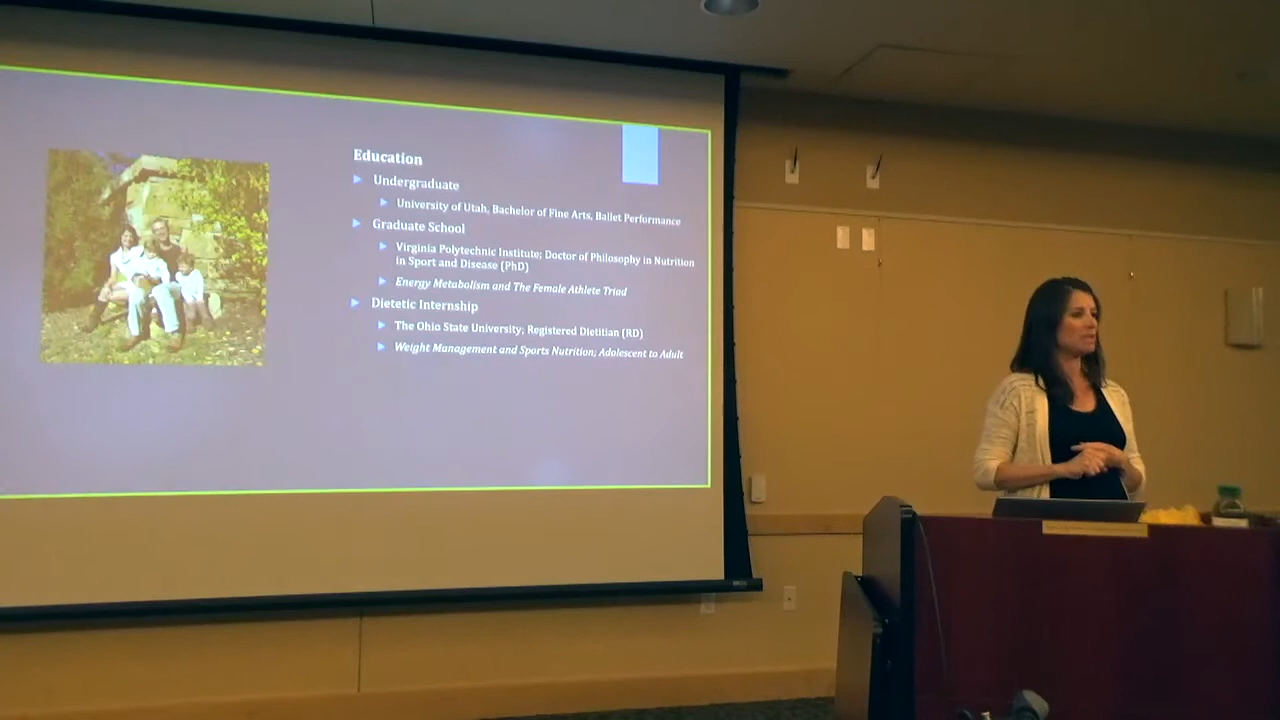 Education
Undergraduate
University of Utah, Bachelor of Fine Arts, Ballet Performance
Graduate School
Virginia Polytechnic Institute; Doctor of Philosophy in Nutrition
in Sport and Disease (PhD)
Energy Metabolism and The Female Athlete Triad
Dietetic Internship
The Ohio State University; Registered Dietitian (RD)
Weight Management and Sports Nutrition; Adolescent to Adult